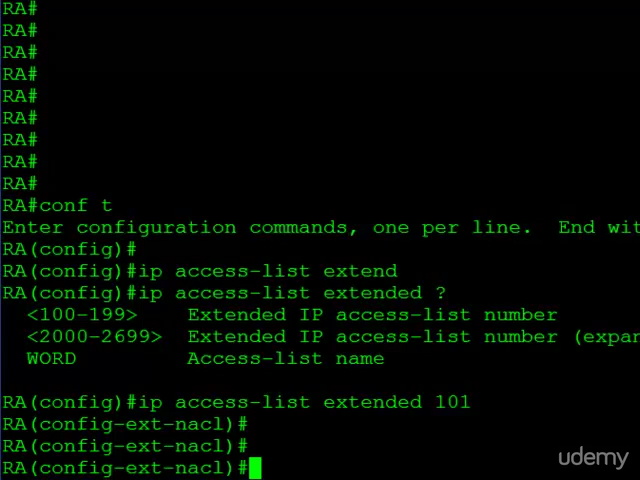 RA#
RA#
RA#
RA#
RA#
RA#
RA#
RA#
RA#
RA#conf t
Enter configuration commands, one per line.  End
RA(config)#
RA(config)#ip access-list extend
RA(config)#ip access-list extended ?
  <100-199>    Extended IP access-list number
  <2000-2699>  Extended IP access-list number
  WORD         Access-list name
RA(config)#ip access-list extended 101
RA(config-ext-nacl)#
RA(config-ext-nacl)#
RA(config-ext-nacl)#
udemy